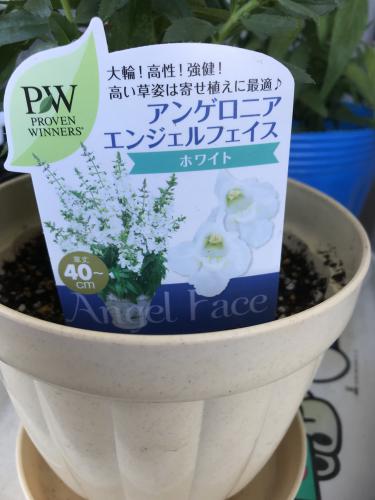 PW
PROVEN
WINNERS®
大輪！高性！強健！
高い草姿は寄せ植えに最適♪
アンゲロニア
エンジェルフェイス
ホワイト
草丈
40～
cm
Angel Face